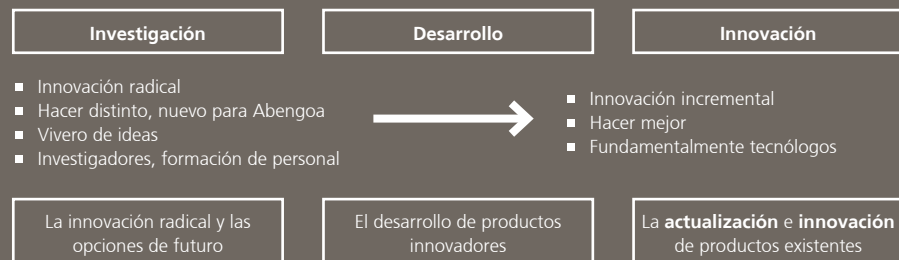 Investigación
Desarrollo
Innovación
Innovación radical
Hacer distinto, nuevo para Abengoa
Vivero de ideas
Investigadores, formación de personal
Innovación incremental
Hacer mejor
Fundamentalmente tecnólogos
La innovación radical y las
opciones de futuro
El desarrollo de productos
innovadores
La actualización e innovación
de productos existentes